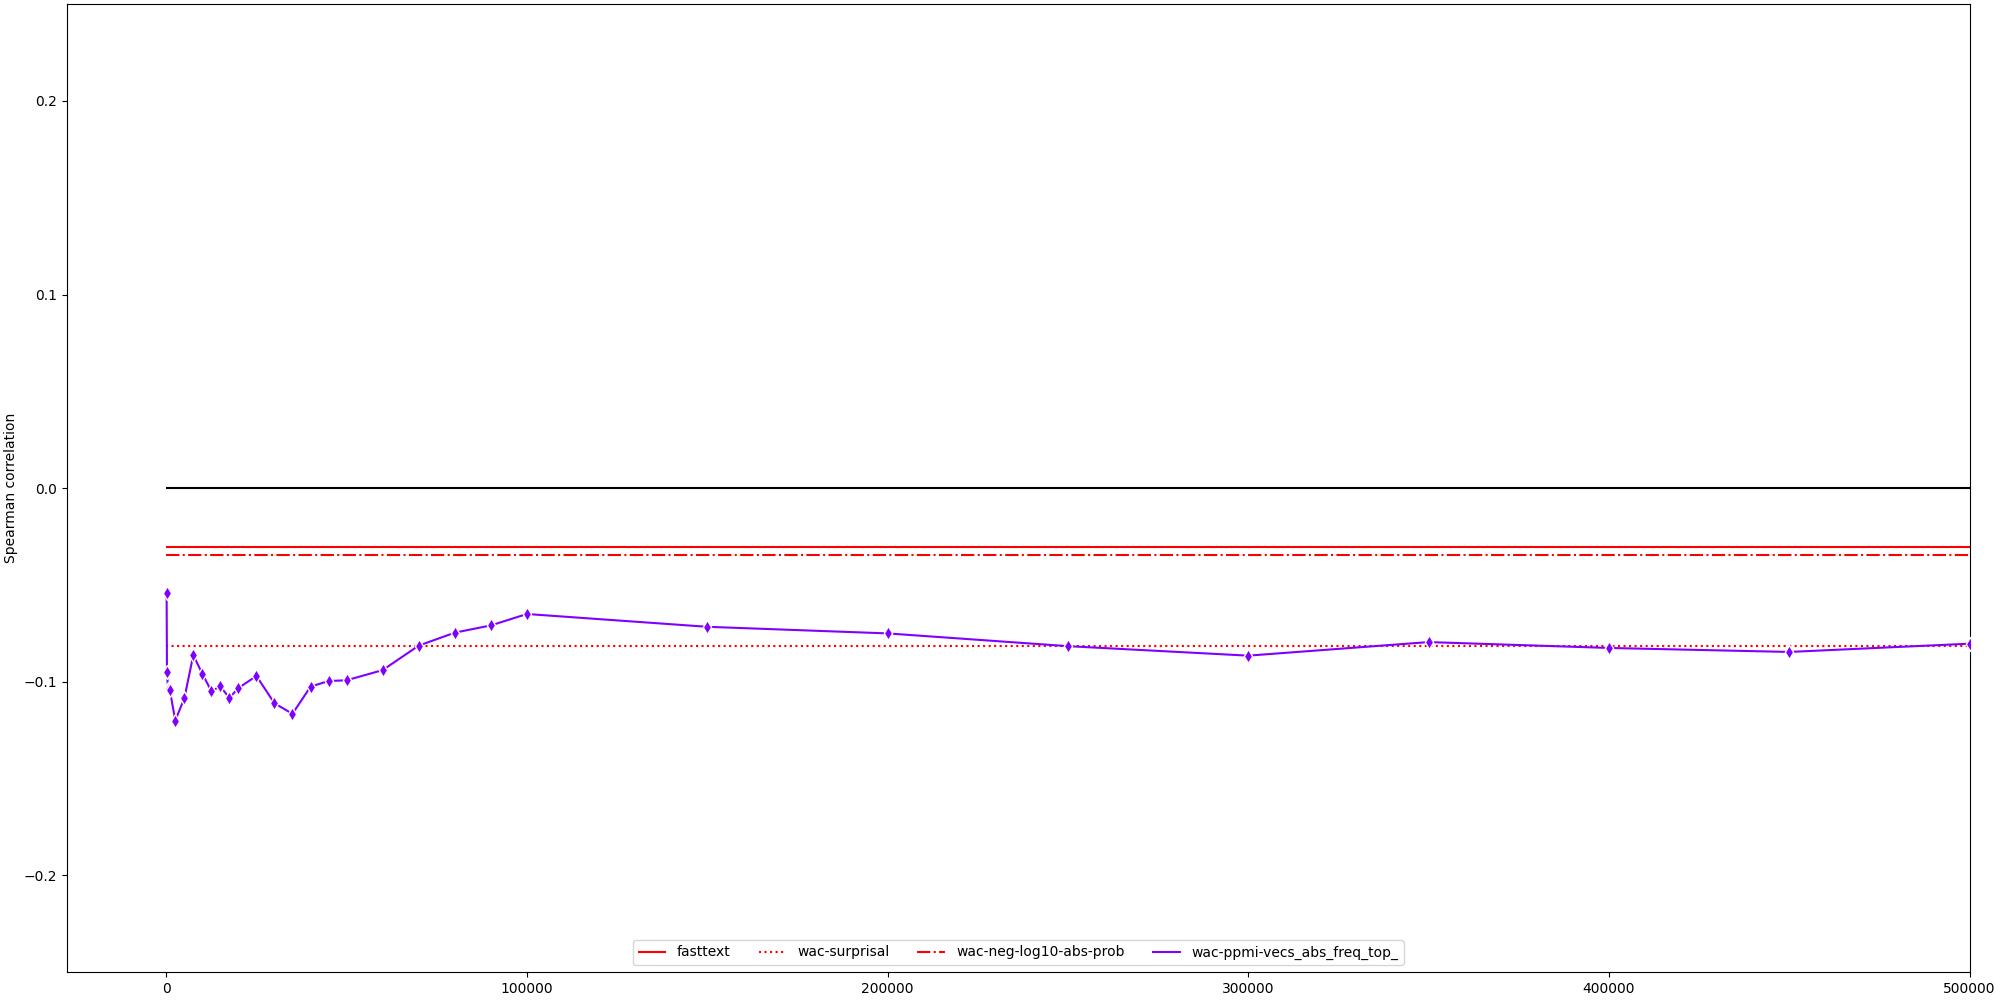 0.2
0.1
0.0
−0.1
−0.2
Spearman correlation
fasttext wac-surprisal wac-neg-log10-abs-prob wac-ppmi-vecs_abs_freq_top_
0 100000 200000 300000 400000 500000